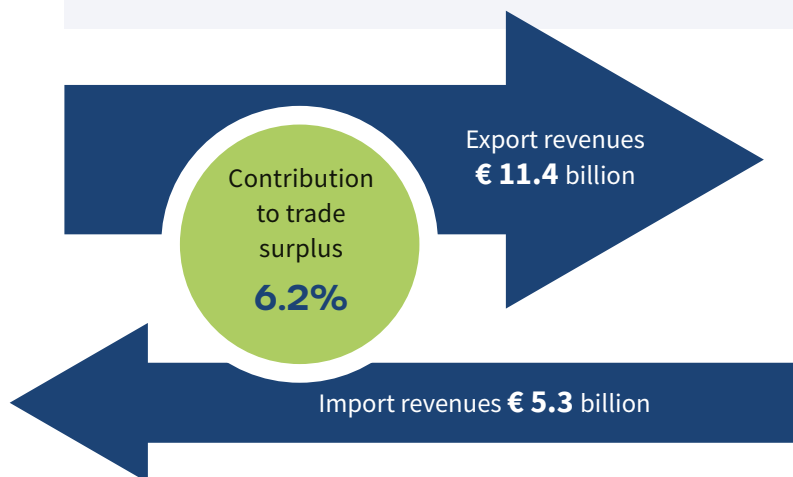 Export revenues
€ 11.4 billion
Contribution
to trade
surplus
6.2%
Import revenues € 5.3 billion